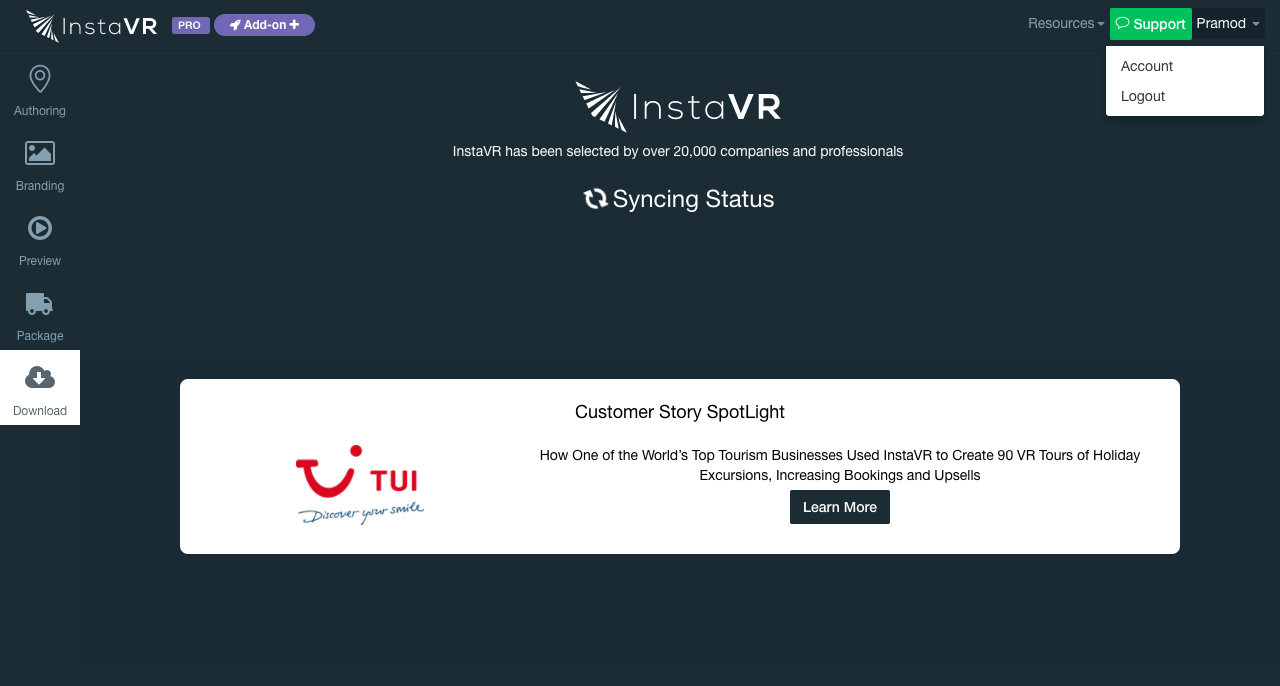 InstaVR PRO Add-on Resources Support Pramod
Account
Logout
Authoring
Branding
Preview
Package
Download
InstaVR
InstaVR has been selected by over 20,000 companies and professionals
Syncing Status
Customer Story SpotLight
TUI
Discover your smile
How One of the World’s Top Tourism Businesses Used InstaVR to Create 90 VR Tours of Holiday
Excursions, Increasing Bookings and Upsells
Learn More